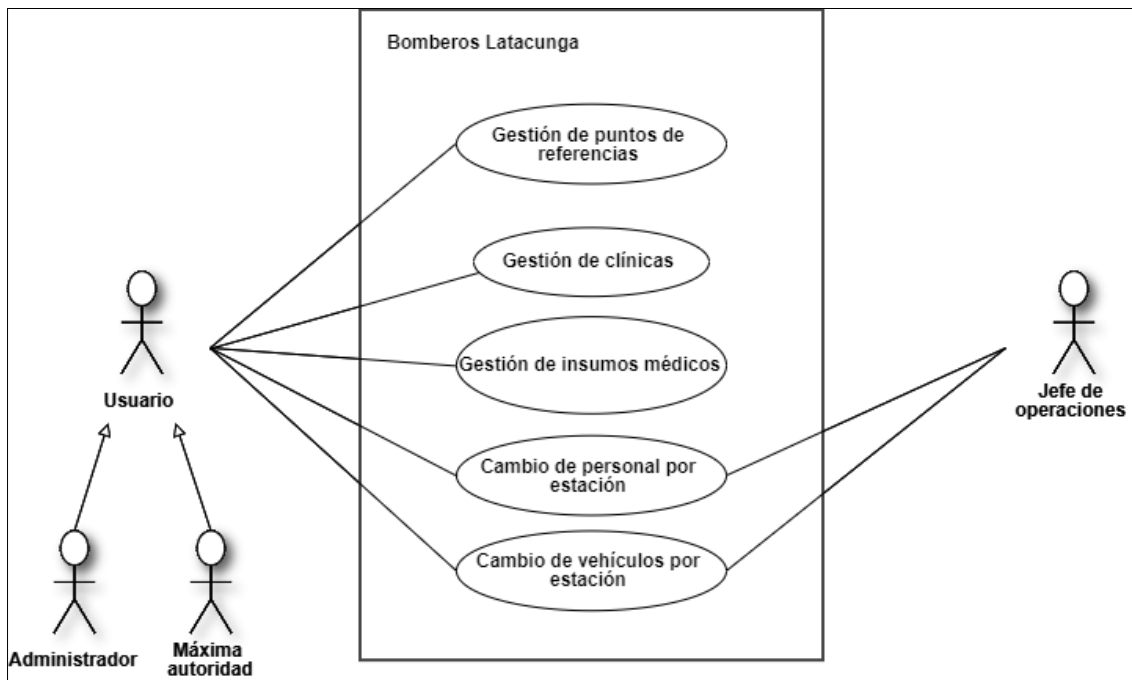 Bomberos Latacunga
Gestión de puntos de
referencias
Gestión de clínicas
Gestión de insumos médicos
Cambio de personal por
estación
Cambio de vehículos por
estación
Usuario
Administrador
Máxima
autoridad
Jefe de
operaciones